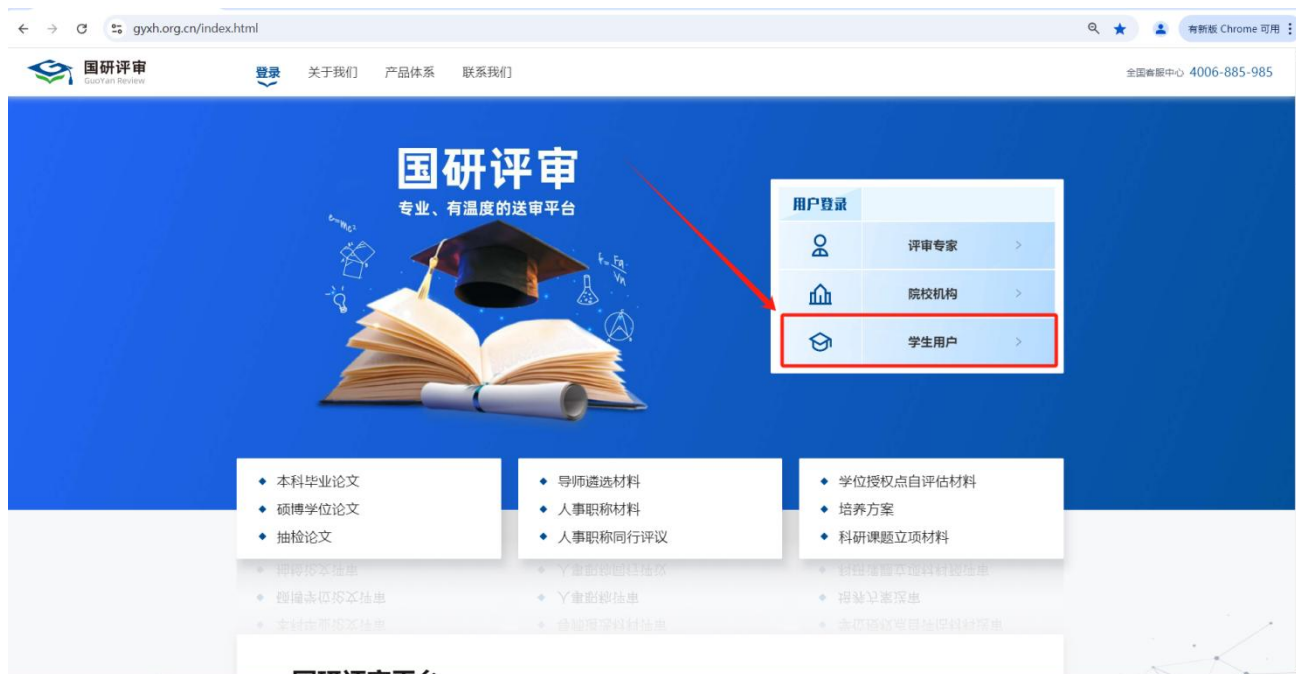 gyxh.org.cn/index.html
有新版 Chrome 可用
国研评审
GuoYan Review
登录 关于我们 产品体系 联系我们
全国客服中心 4006-885-985
国研评审
专业、有温度的送审平台
用户登录
评审专家
院校机构
学生用户
本科毕业论文
硕博学位论文
抽检论文
导师遴选材料
人事职称材料
人事职称同行评议
学位授权点自评估材料
培养方案
科研课题立项材料
国研评审平台